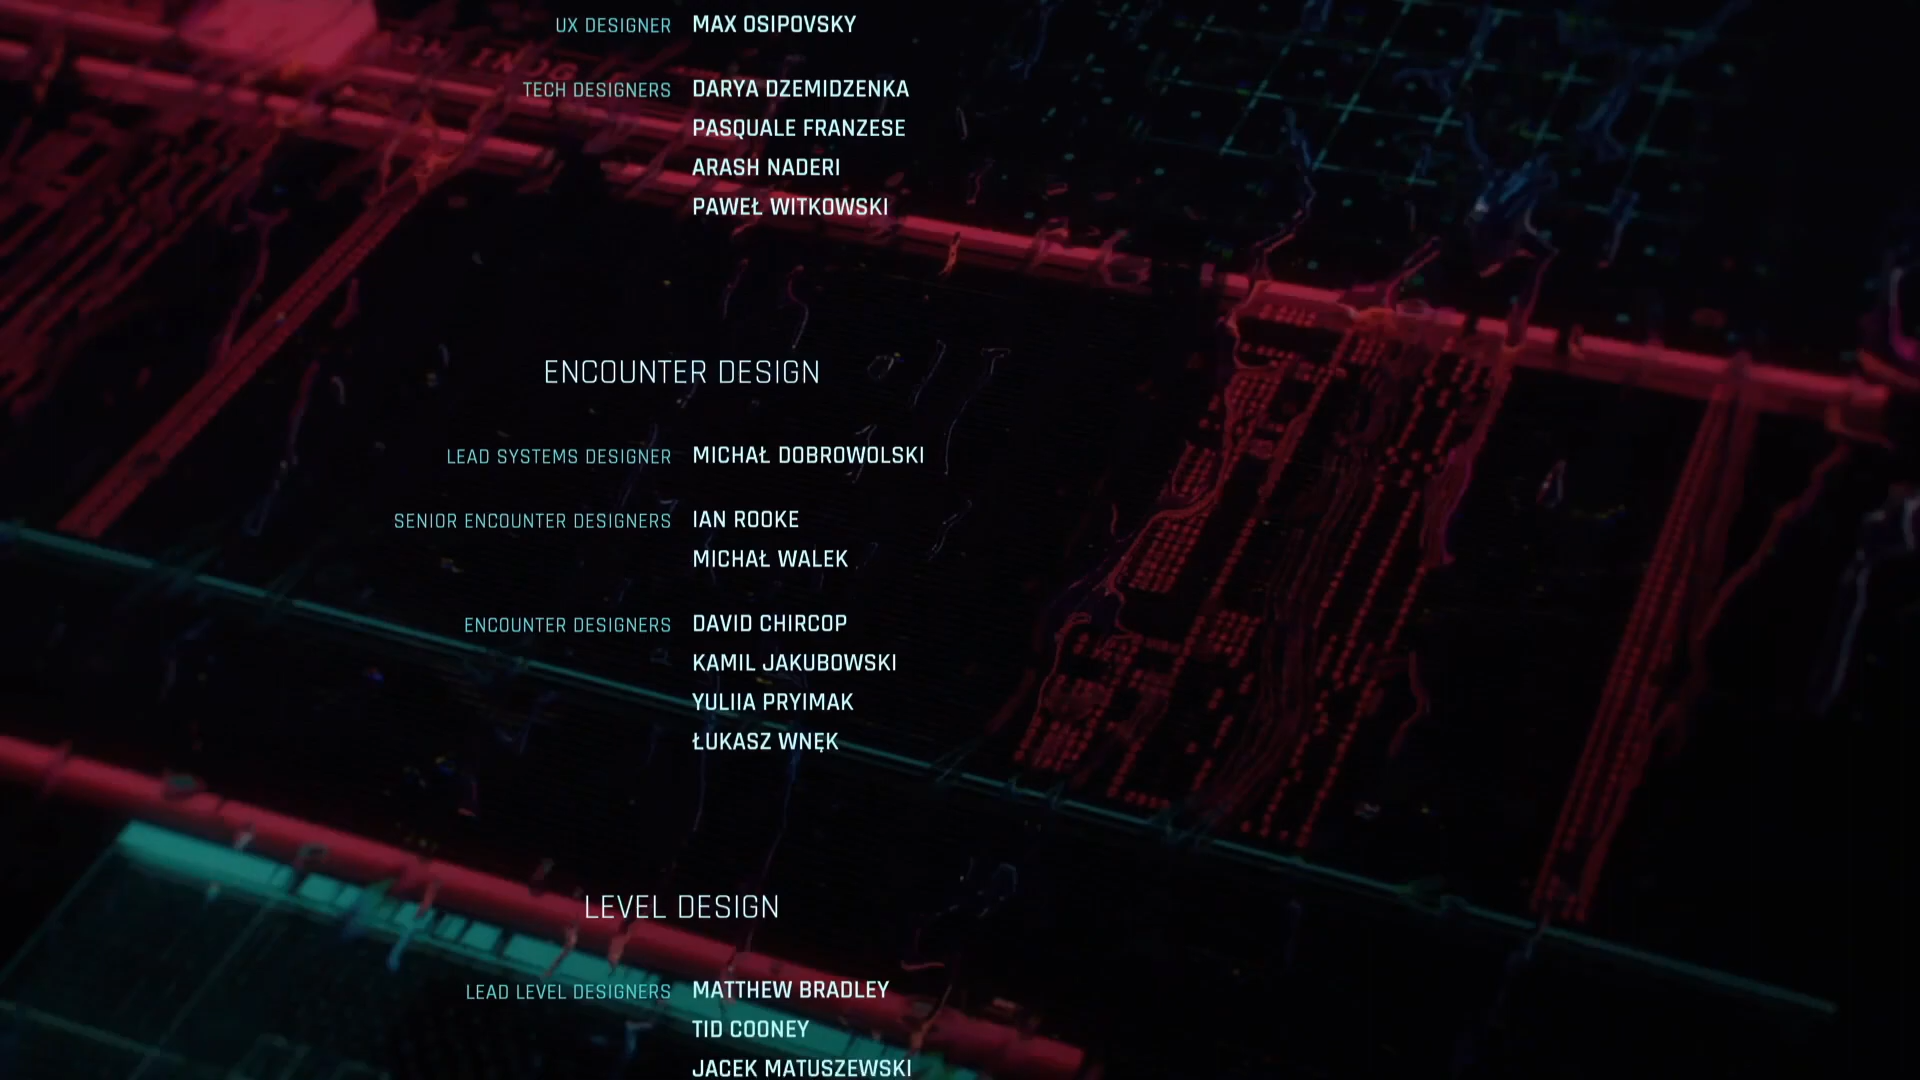 UX DESIGNER MAX OSIPOVSKY
TECH DESIGNERS DARYA DZEMIDZENKA
PASQUALE FRANZESE
ARASH NADERI
PAWEŁ WITKOWSKI
ENCOUNTER DESIGN
LEAD SYSTEMS DESIGNER MICHAŁ DOBROWOLSKI
SENIOR ENCOUNTER DESIGNERS IAN ROOKE
MICHAŁ WALEK
ENCOUNTER DESIGNERS DAVID CHIRCOP
KAMIL JAKUBOWSKI
YULIIA PRYIMAK
ŁUKASZ WNĘK
LEVEL DESIGN
LEAD LEVEL DESIGNERS MATTHEW BRADLEY
TID COONEY
JACEK MATUSZEWSKI